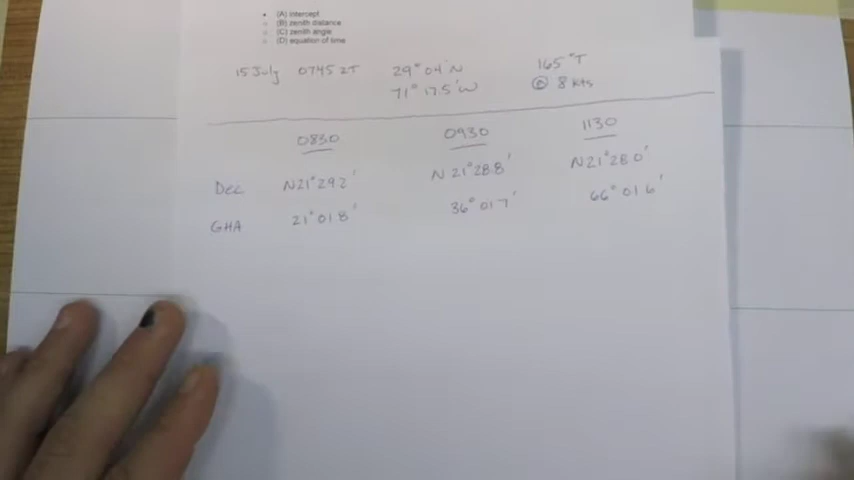 (A) intercept
(B) zenith distance
(C) zenith angle
(D) equation of time
15 July 0745 ZT 29° 04'N 165°T
71° 17.5'W @ 8 kts
0830 0930 1130
Dec N21°29.2' N21°28.8' N21°28.0'
GHA 21°01.8' 36°01.7' 66°01.6'